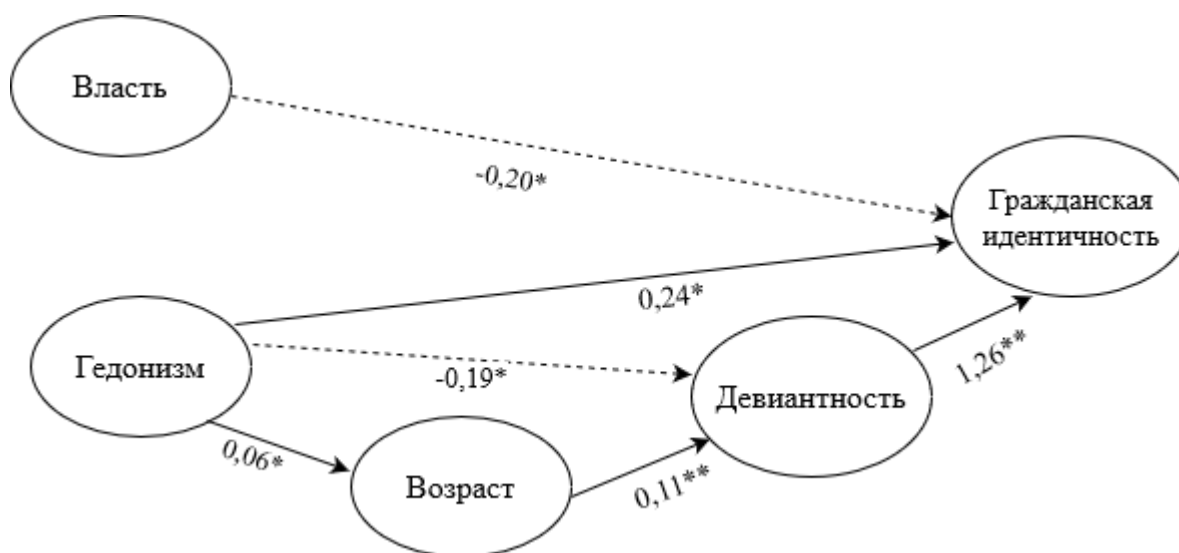 Власть
-0,20*
Гражданская
идентичность
0,24*
Гедонизм
-0,19*
Девиантность
1,26**
0,06*
Возраст
0,11**